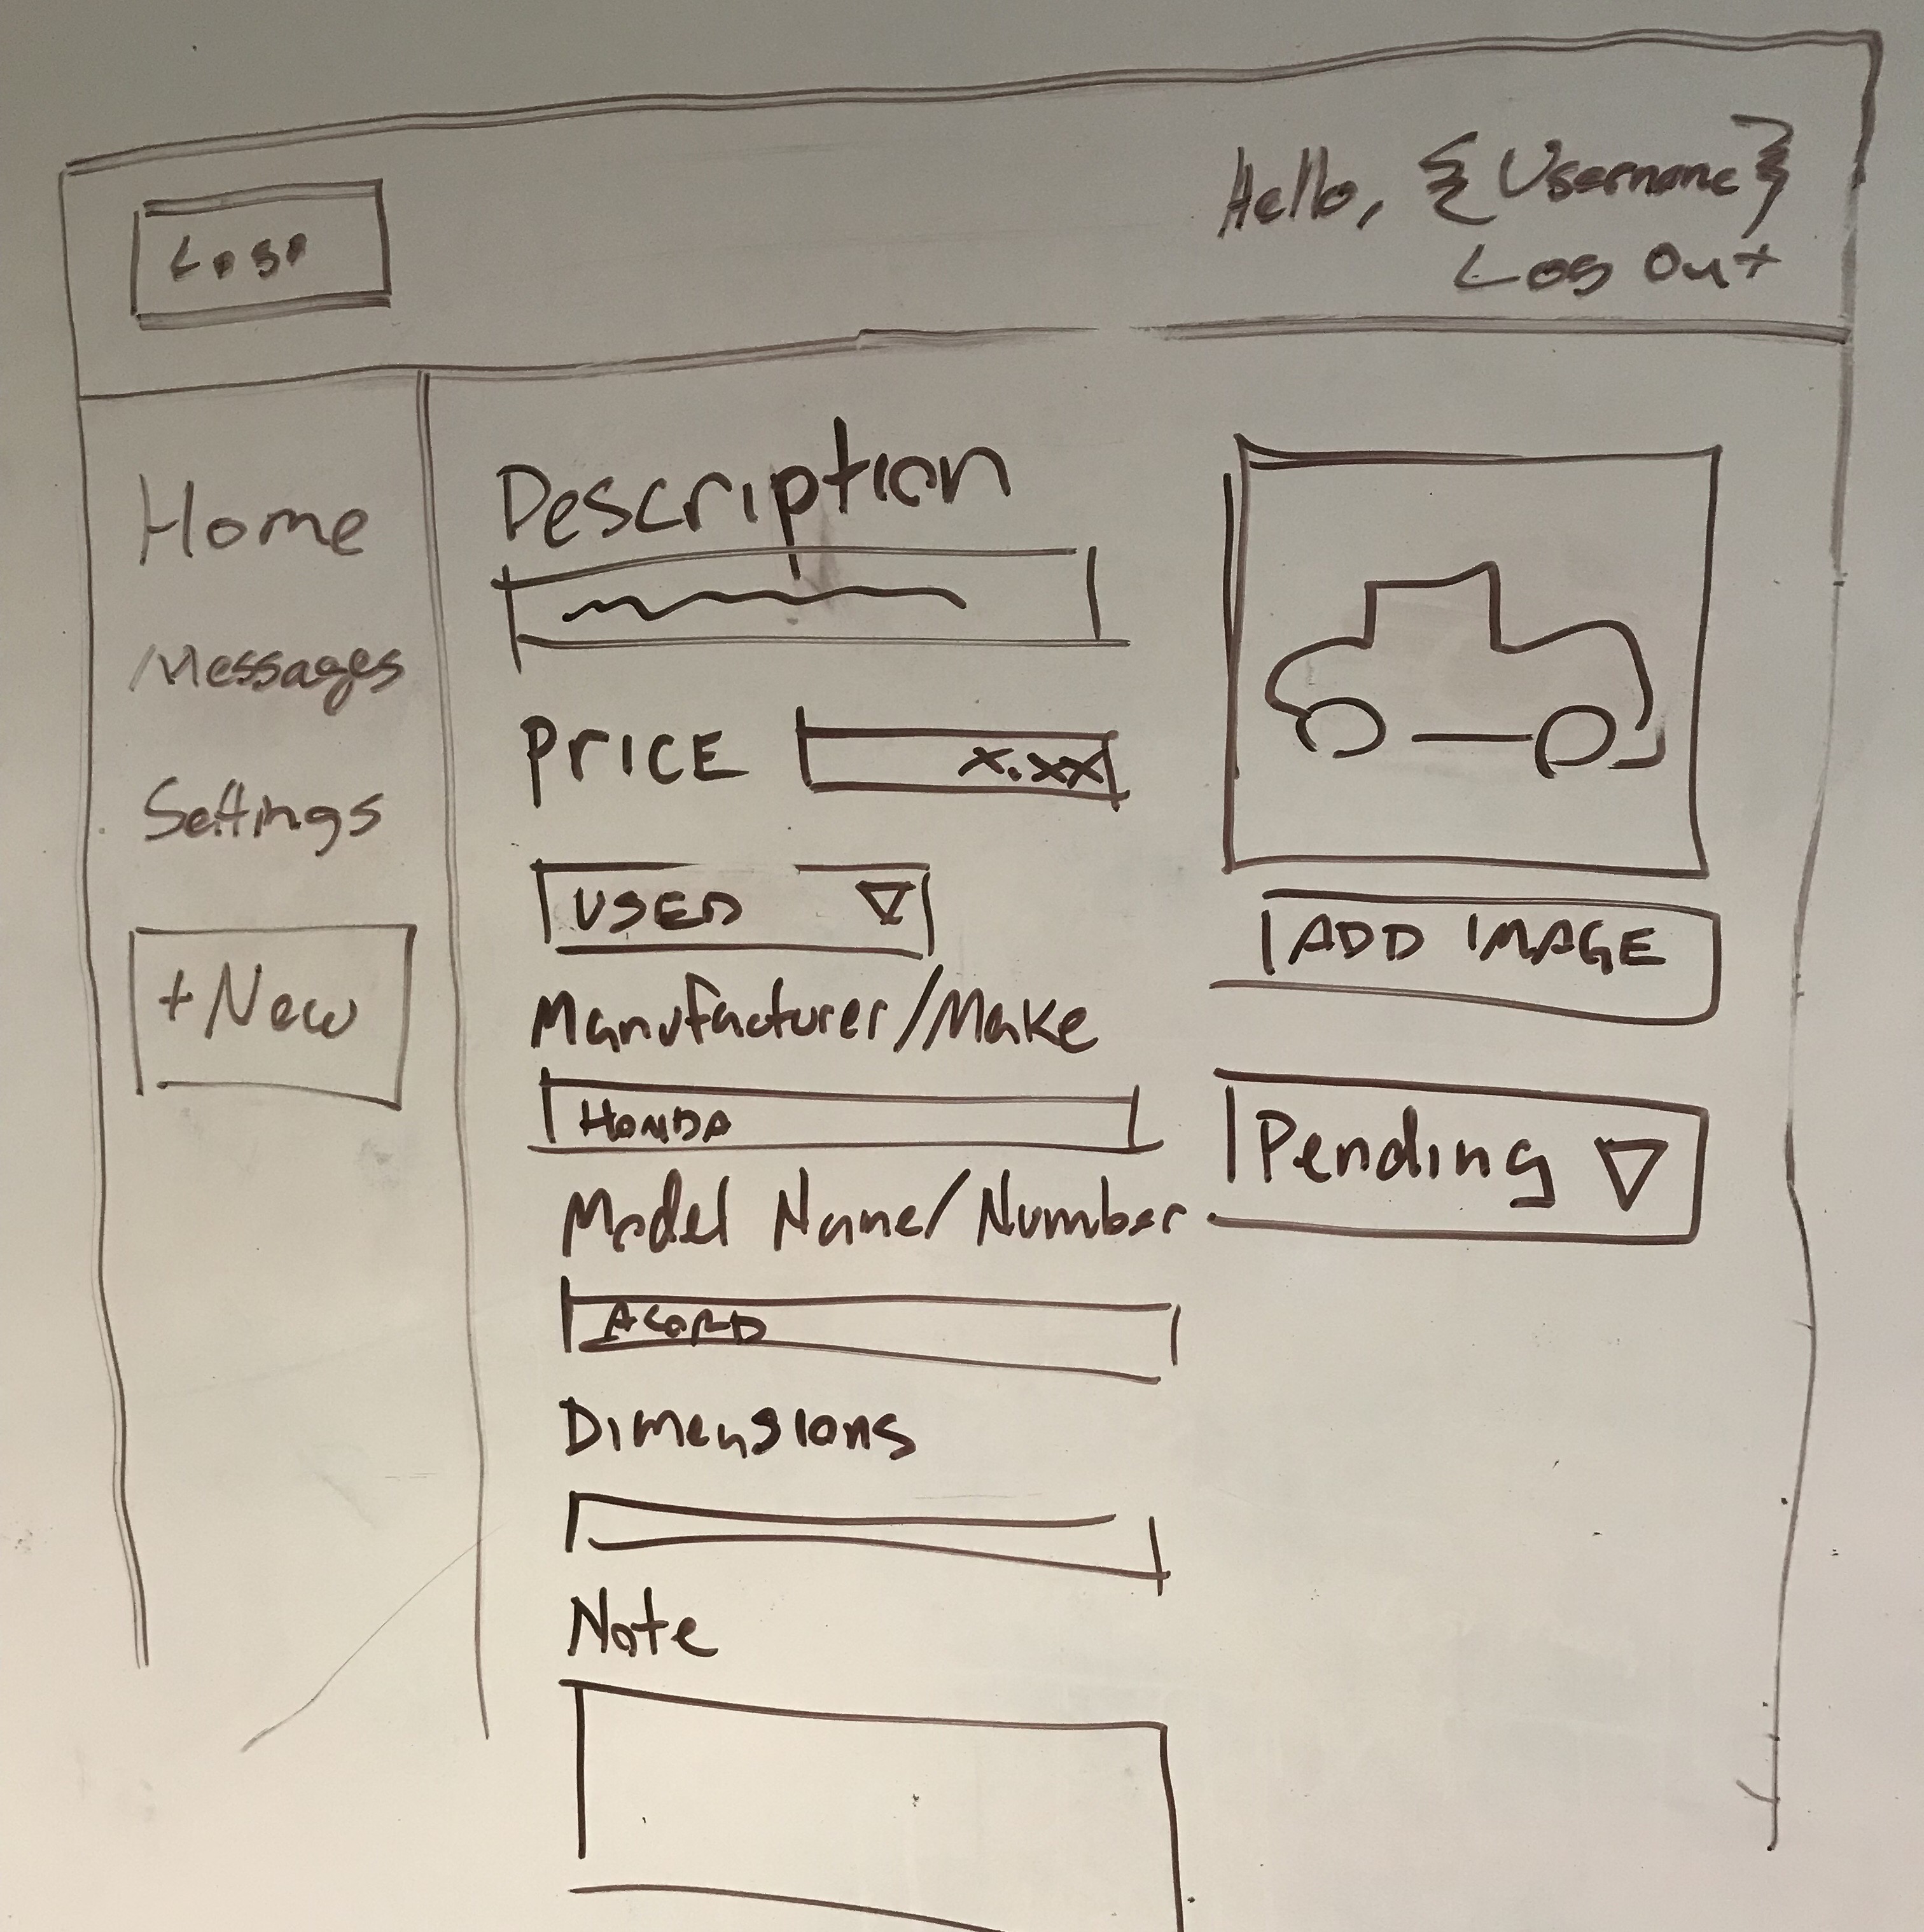 Logo
Hello, {Username}
Log Out
Home
Messages
Settings
+New
Description
PRICE x.xx
USED
Manufacturer/Make
HONDA
Model Name/Number
ACORD
Dimensions
Note
ADD IMAGE
Pending